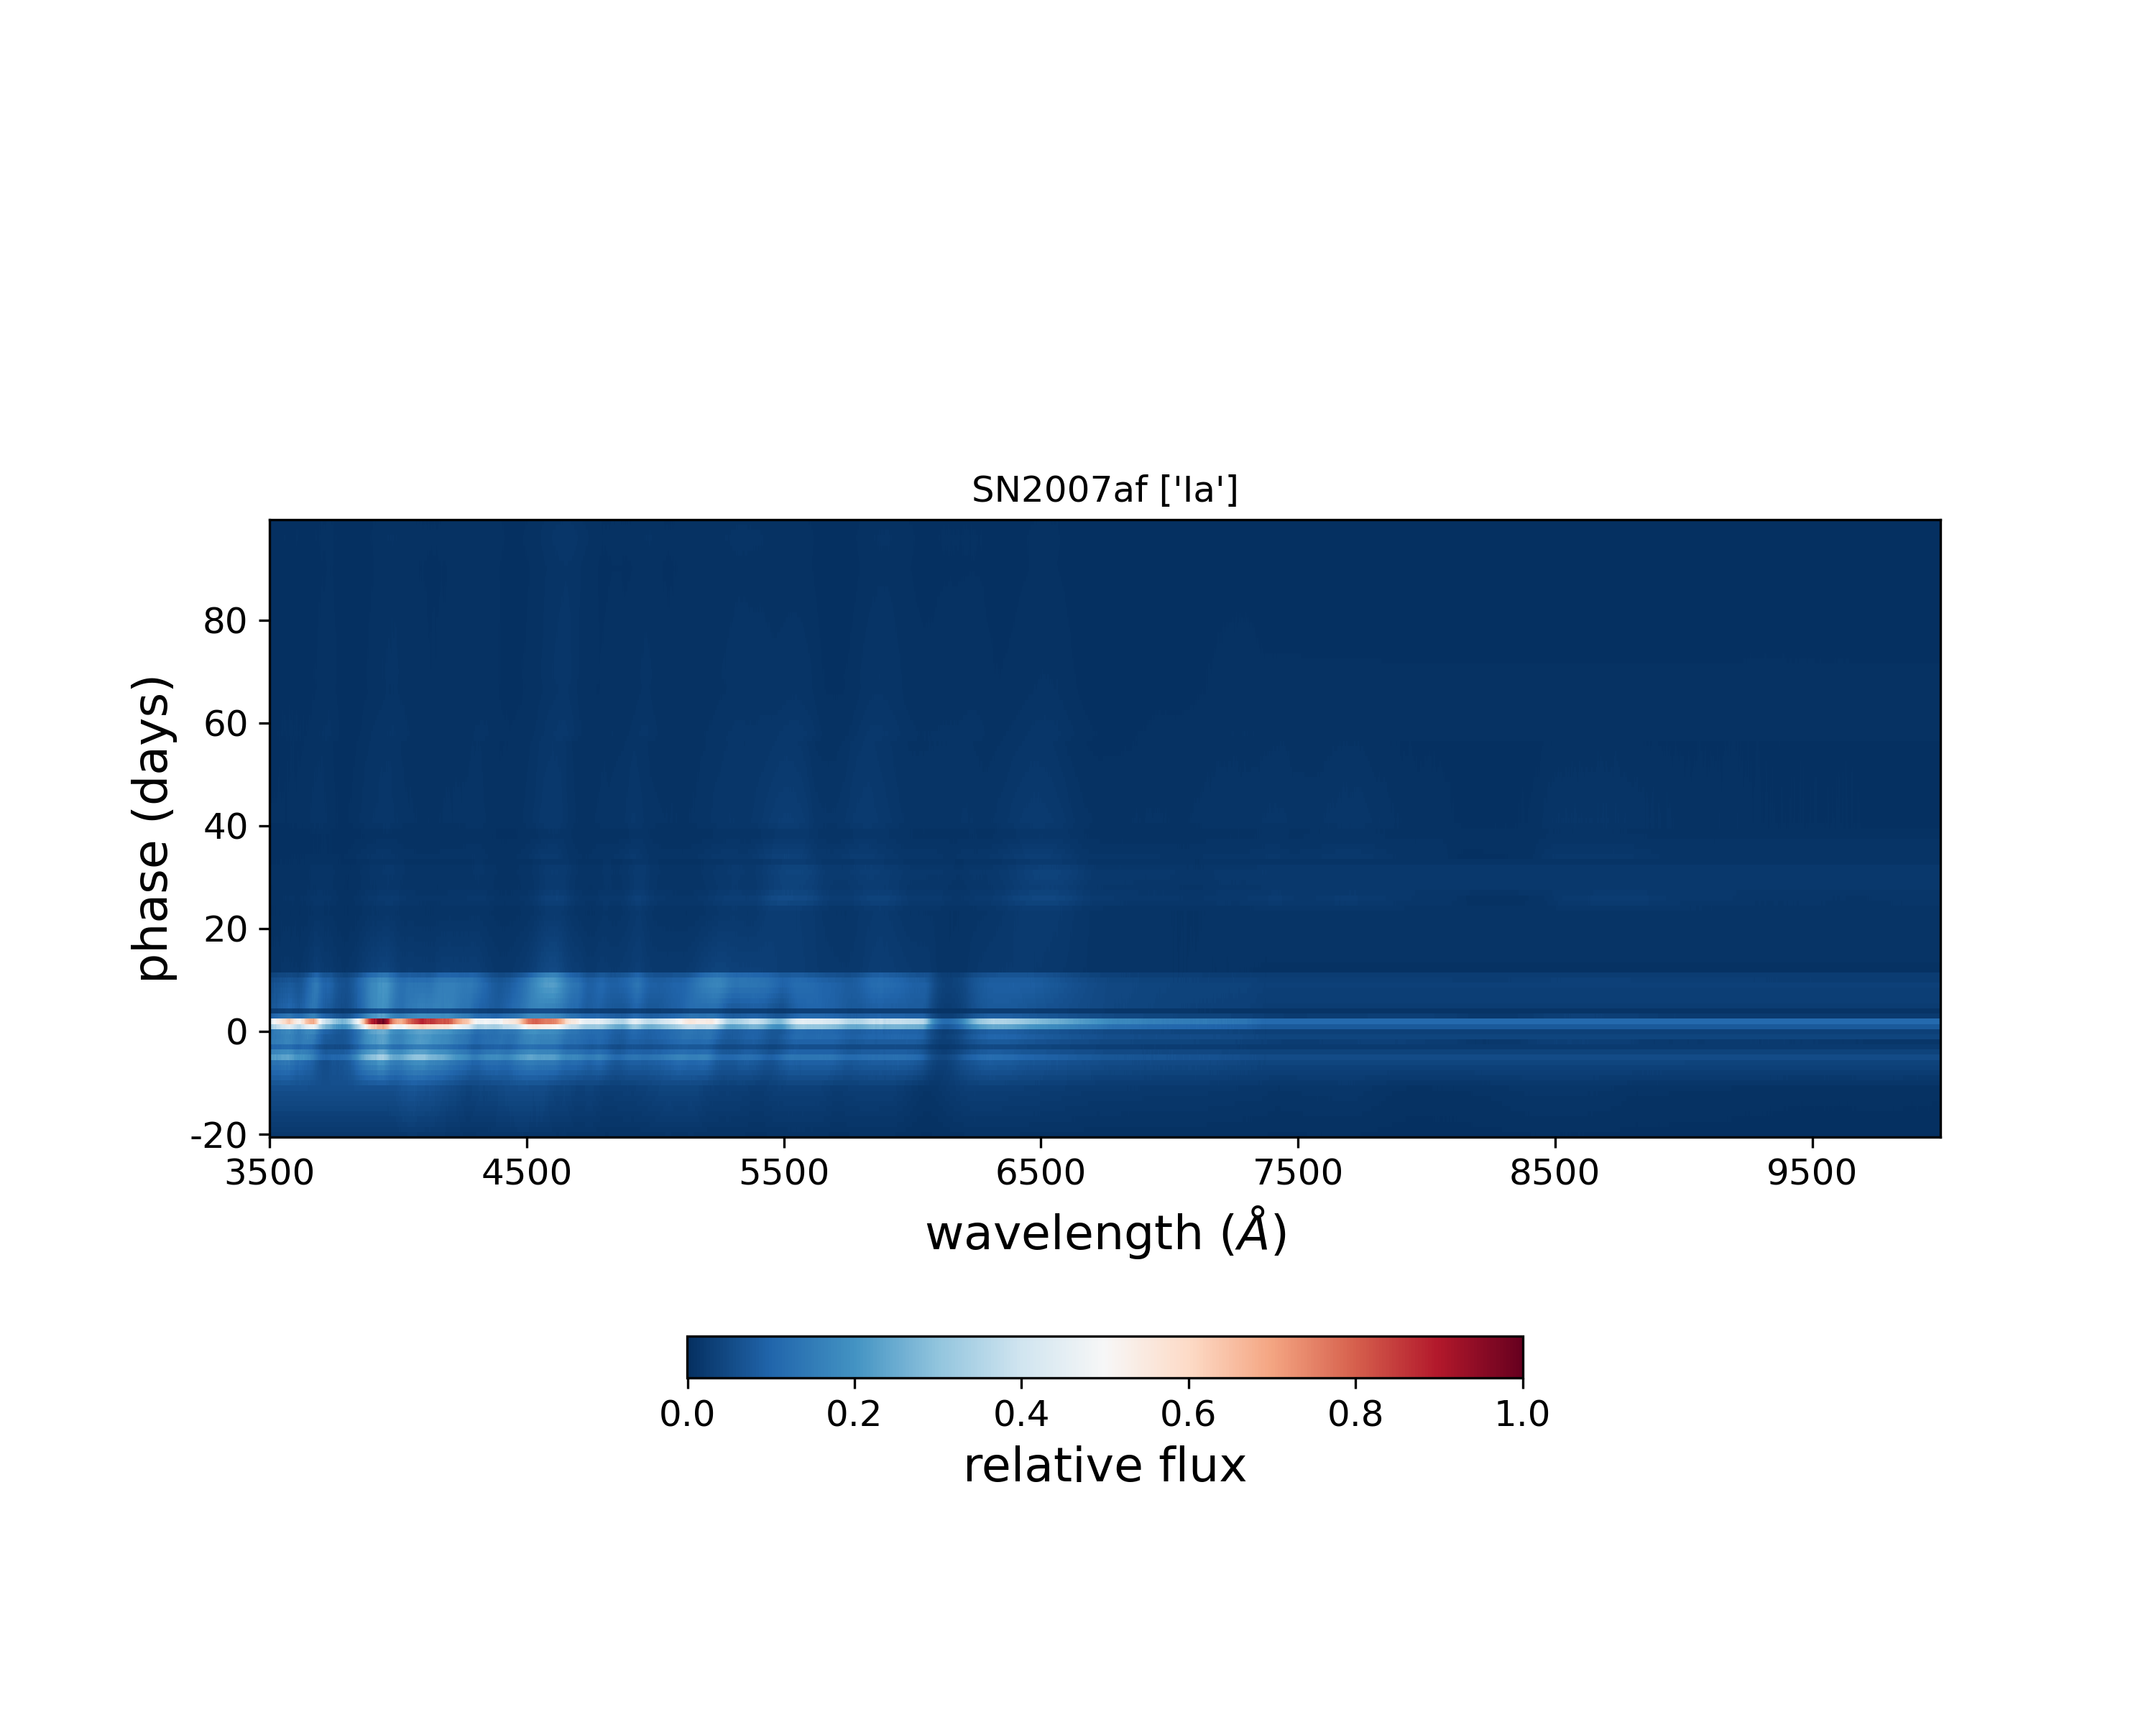 SN2007af ['Ia']
phase (days)
80
60
40
20
0
-20
3500 4500 5500 6500 7500 8500 9500
wavelength (Å)
0.0 0.2 0.4 0.6 0.8 1.0
relative flux